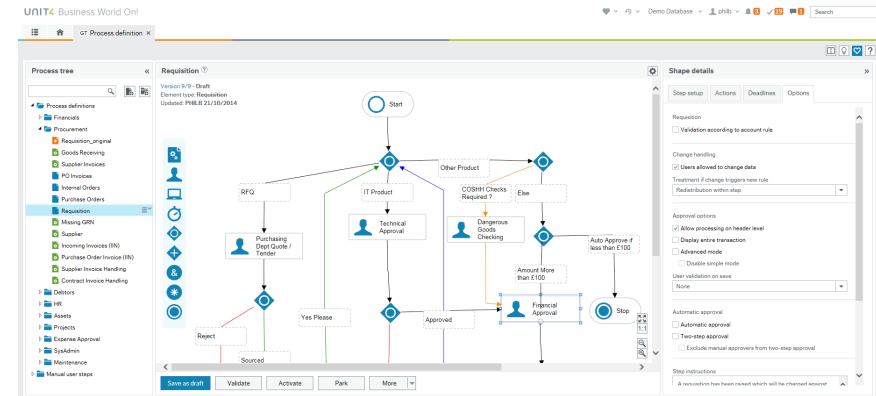 UNIT4 Business World On!
Demo Database
philb
3
19
1
Search
GT Process definition ×
Process tree «
Process definitions
Financials
Procurement
Requisition_original
Goods Receiving
Supplier Invoices
PO Invoices
Internal Orders
Purchase Orders
Requisition
Missing GRN
Supplier
Incoming Invoices (IIN)
Purchase Order Invoice (IIN)
Supplier Invoice Handling
Contract Invoice Handling
Debtors
HR
Assets
Projects
Expense Approval
SysAdmin
Maintenance
Manual user steps
Requisition ?
Version 9/9 - Draft
Element type: Requisition
Updated: PHILB 21/10/2014
Start
Other Product
RFQ
IT Product
COSHH Checks
Required ?
Else
Purchasing
Dept Quote /
Tender
Technical
Approval
Dangerous
Goods
Checking
Auto Approve if
less than £100
Amount More
than £100
Yes Please
Approved
Financial
Approval
Stop
1:1
Reject
Sourced
Save as draft
Validate
Activate
Park
More
Shape details »
Step setup
Actions
Deadlines
Options
Requisition
Validation according to account rule
Change handling
Users allowed to change data
Treatment if change triggers new rule
Redistribution within step
Approval options
Allow processing on header level
Display entire transaction
Advanced mode
Disable simple mode
User validation on save
None
Automatic approval
Automatic approval
Two-step approval
Exclude manual approvers from two-step approval
Step instructions
A requisition has been raised which will be charged against